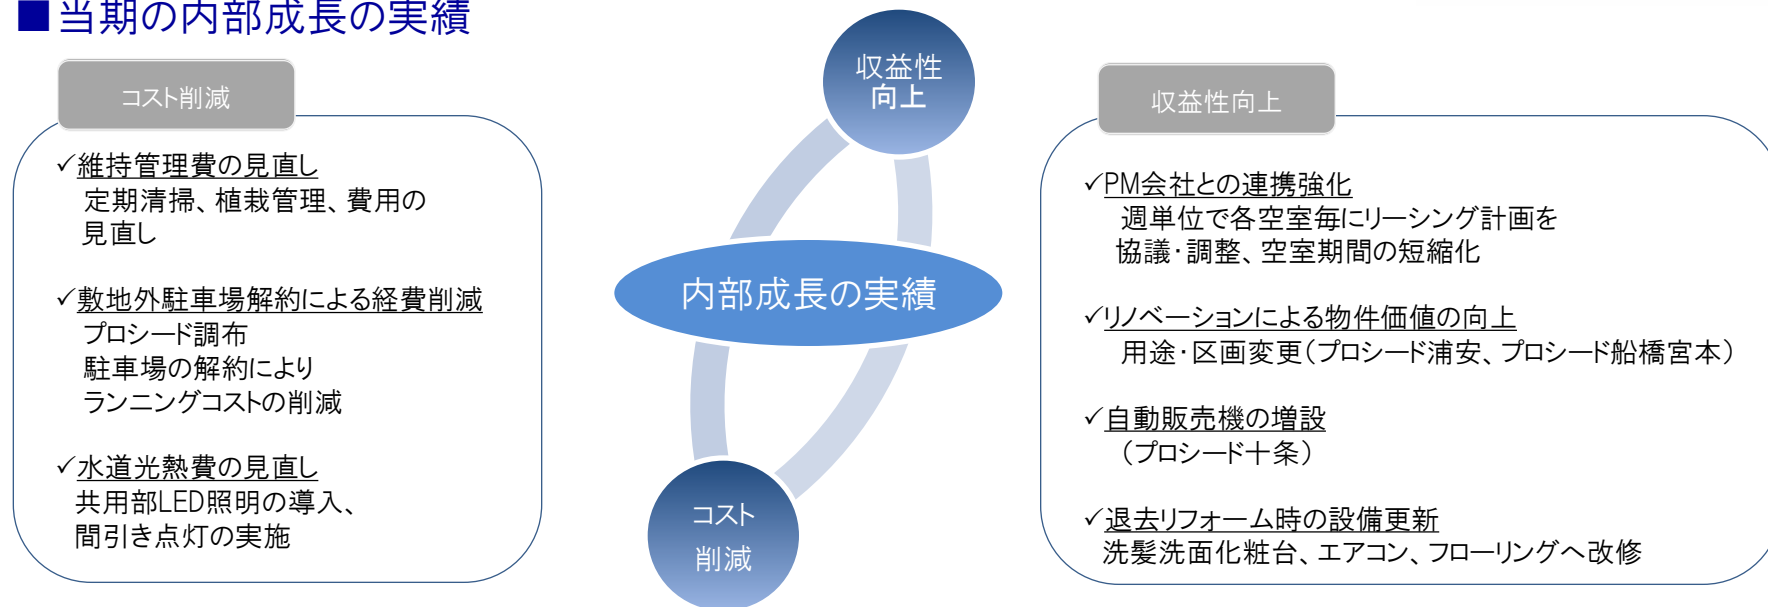 ■当期の内部成長の実績
コスト削減
✓維持管理費の見直し
定期清掃、植栽管理、費用の
見直し
✓敷地外駐車場解約による経費削減
プロシード調布
駐車場の解約により
ランニングコストの削減
✓水道光熱費の見直し
共用部LED照明の導入、
間引き点灯の実施
収益性
向上
内部成長の実績
コスト
削減
収益性向上
✓PM会社との連携強化
週単位で各空室毎にリーシング計画を
協議・調整、空室期間の短縮化
✓リノベーションによる物件価値の向上
用途・区画変更(プロシード浦安、プロシード船橋宮本)
✓自動販売機の増設
(プロシード十条)
✓退去リフォーム時の設備更新
洗髪洗面化粧台、エアコン、フローリングへ改修